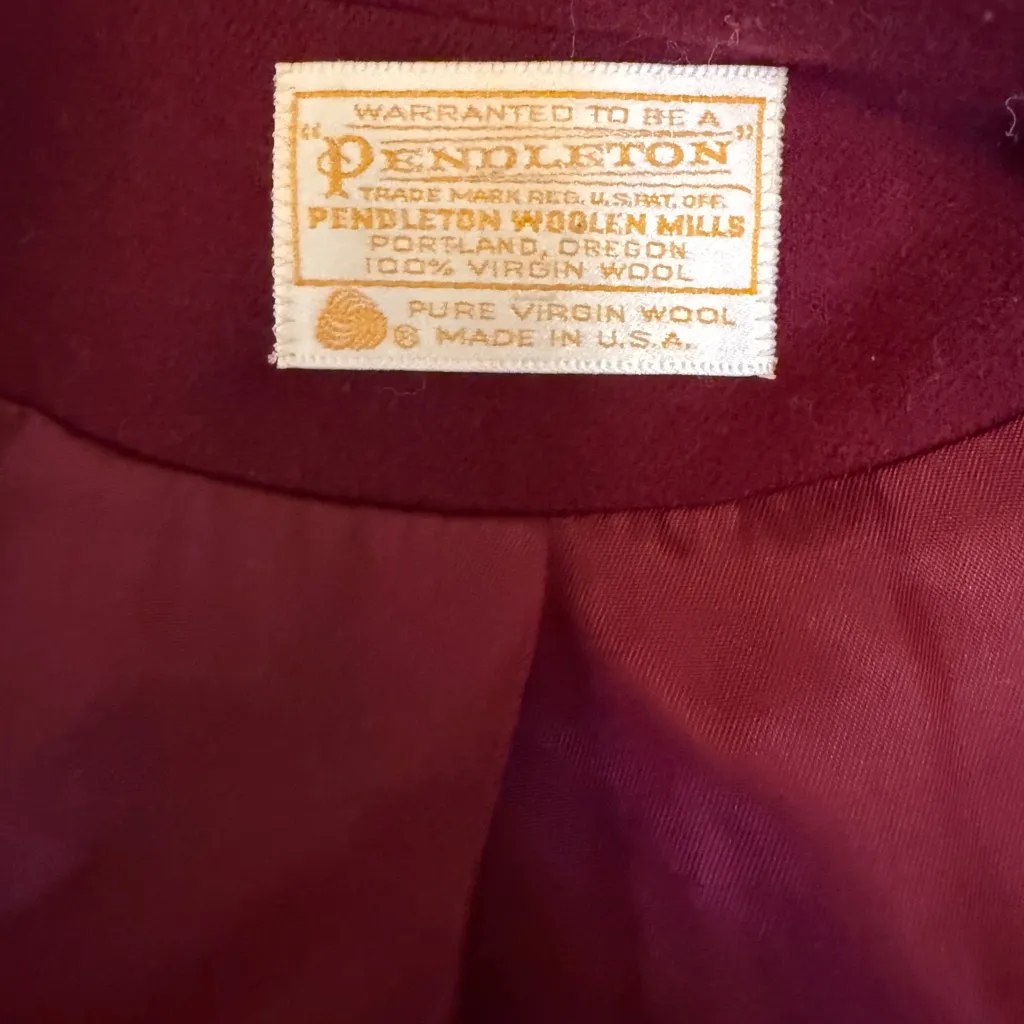 WARRANTED TO BE A
"PENDLETON"
TRADE MARK REG. U.S. PAT. OFF.
PENDLETON WOOLEN MILLS
PORTLAND, OREGON
100% VIRGIN WOOL
PURE VIRGIN WOOL
® MADE IN U.S.A.